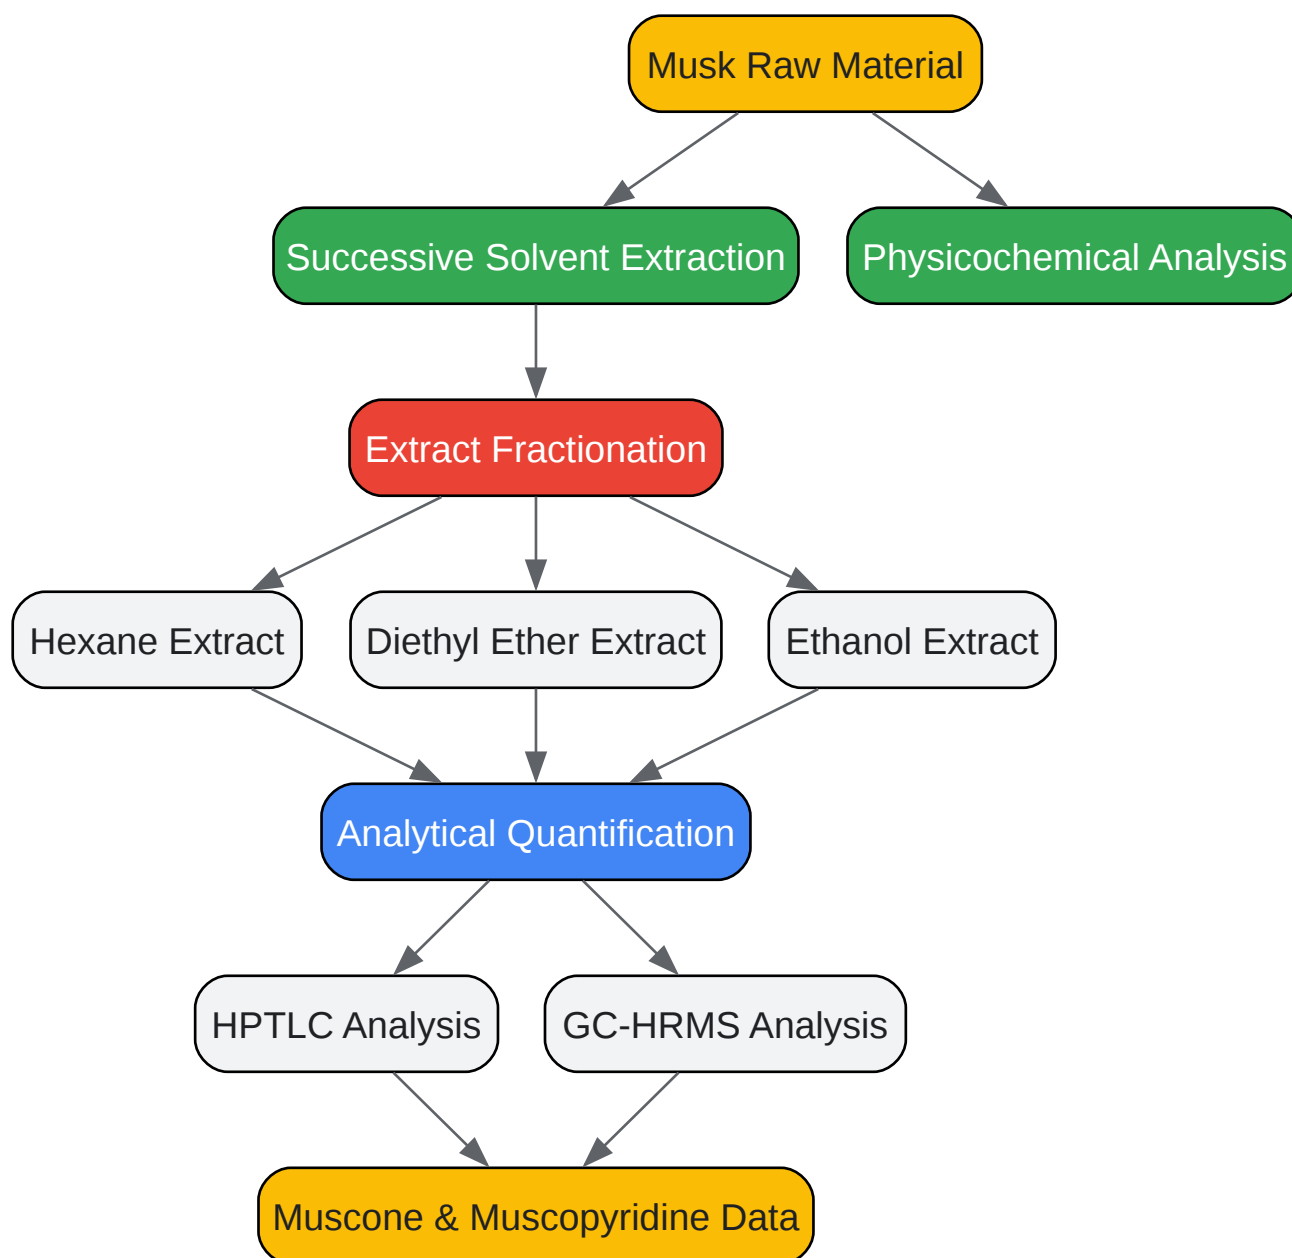 Musk Raw Material
Successive Solvent Extraction
Physicochemical Analysis
Extract Fractionation
Hexane Extract
Diethyl Ether Extract
Ethanol Extract
Analytical Quantification
HPTLC Analysis
GC-HRMS Analysis
Muscone & Muscopyridine Data